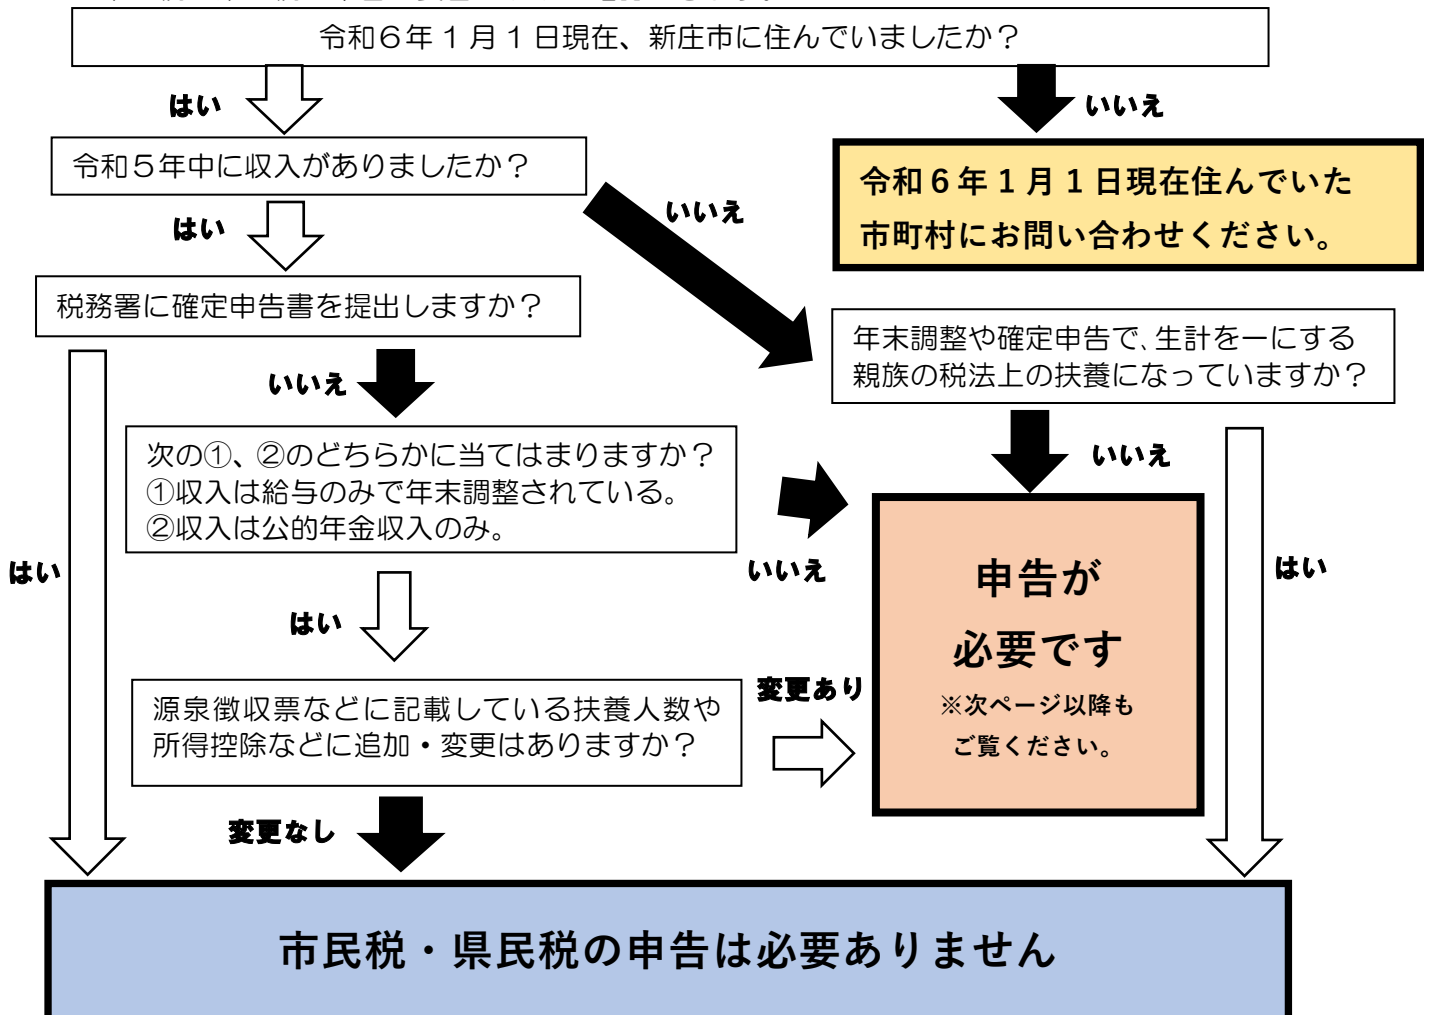 令和６年１月１日現在、新庄市に住んでいましたか？
はい
いいえ
令和５年中に収入がありましたか？
令和６年１月１日現在住んでいた
市町村にお問い合わせください。
はい
いいえ
税務署に確定申告書を提出しますか？
年末調整や確定申告で、生計を一にする
親族の税法上の扶養になっていますか？
いいえ
いいえ
次の①、②のどちらかに当てはまりますか？
①収入は給与のみで年末調整されている。
②収入は公的年金収入のみ。
はい
いいえ
はい
申告が
必要です
※次ページ以降も
ご覧ください。
はい
変更あり
源泉徴収票などに記載している扶養人数や
所得控除などに追加・変更はありますか？
変更なし
市民税・県民税の申告は必要ありません